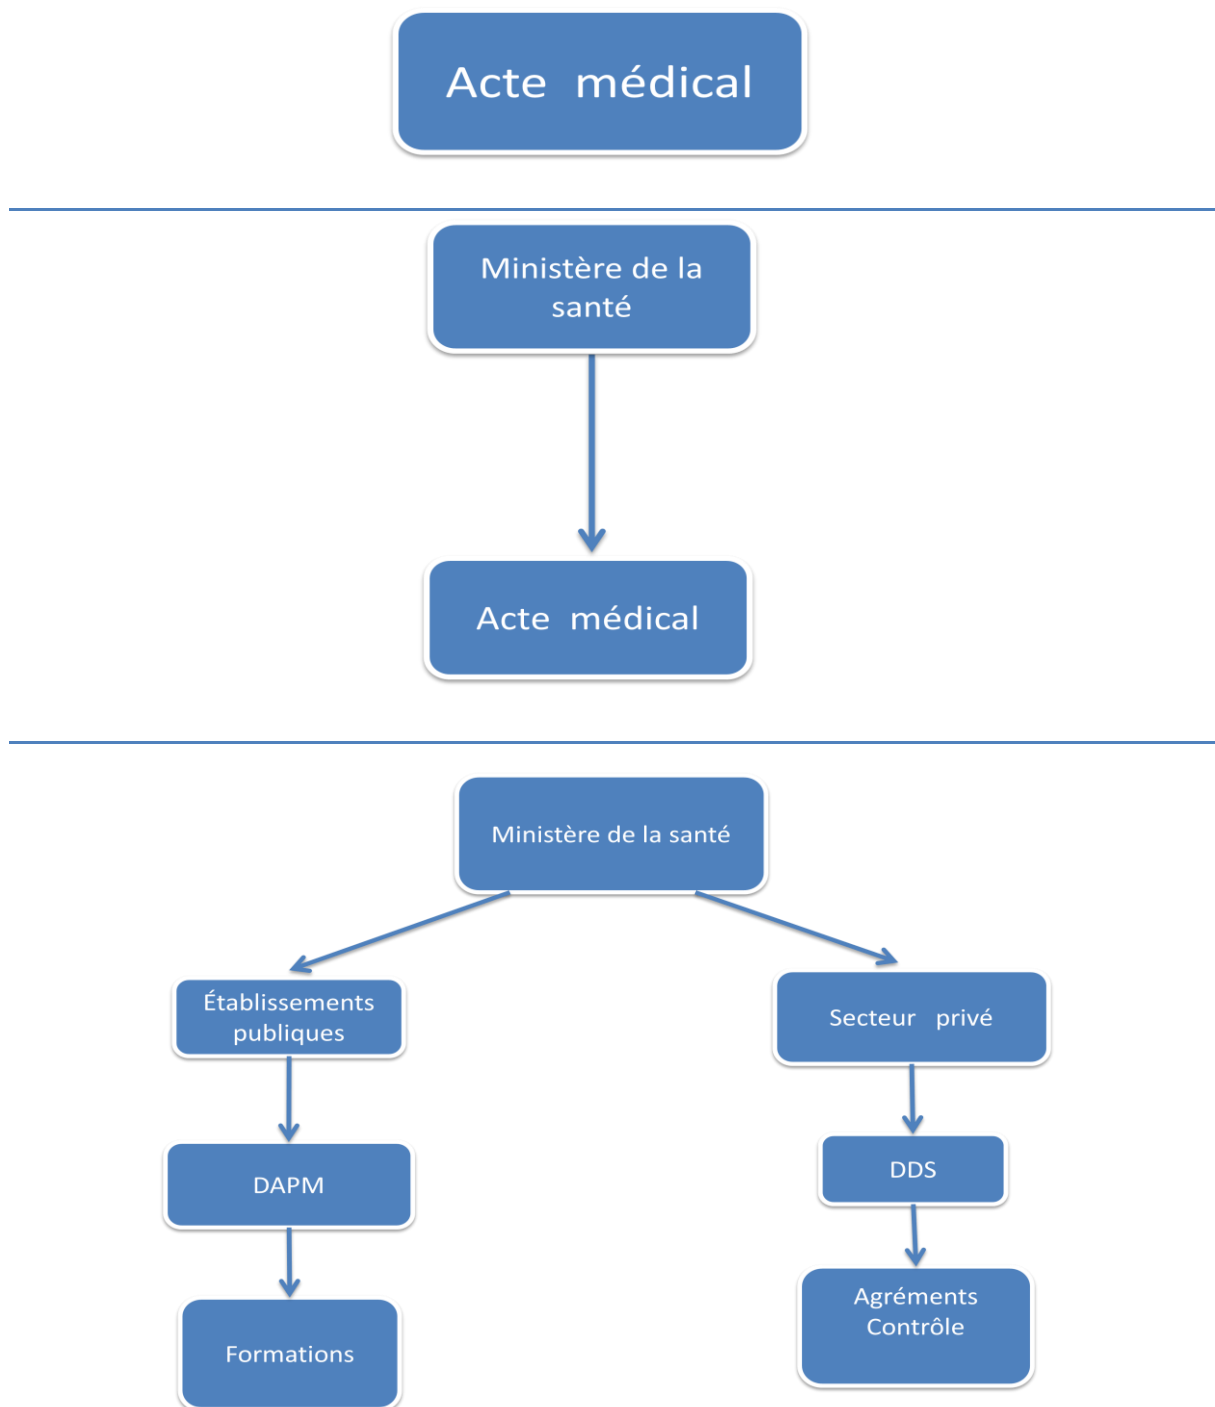 Acte médical
Ministère de la
santé
Acte médical
Ministère de la santé
Établissements
publiques
Secteur privé
DAPM
DDS
Formations
Agréments
Contrôle